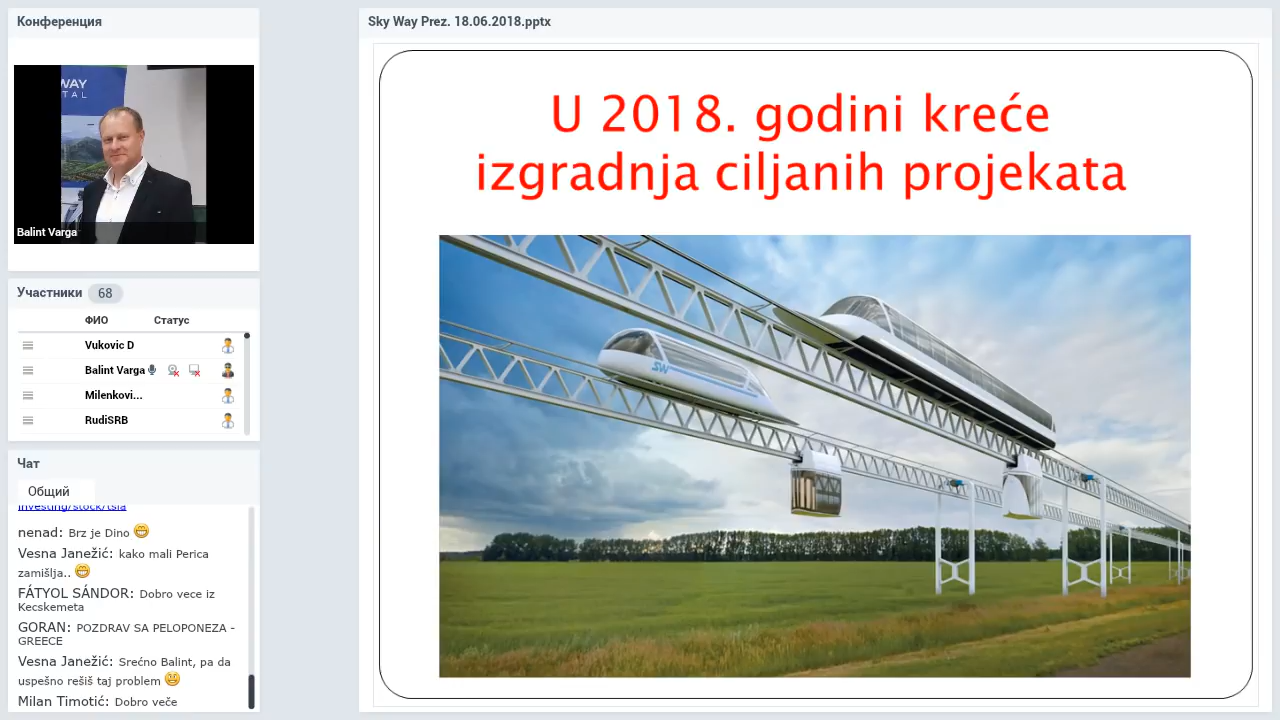 Конференция
WAY
TAL
Balint Varga
Участники 68
ФИО Статус
Vukovic D
Balint Varga
Milenkovi...
RudiSRB
Чат
Общий
investing/stock/tsla
nenad: Brz je Dino
Vesna Janežić: kako mali Perica
zamišlja..
FÁTYOL SÁNDOR: Dobro vece iz
Kecskemeta
GORAN: POZDRAV SA PELOPONEZA -
GREECE
Vesna Janežić: Srećno Balint, pa da
uspešno rešiš taj problem
Milan Timotić: Dobro veče
Sky Way Prez. 18.06.2018.pptx
U 2018. godini kreće
izgradnja ciljanih projekata
SW